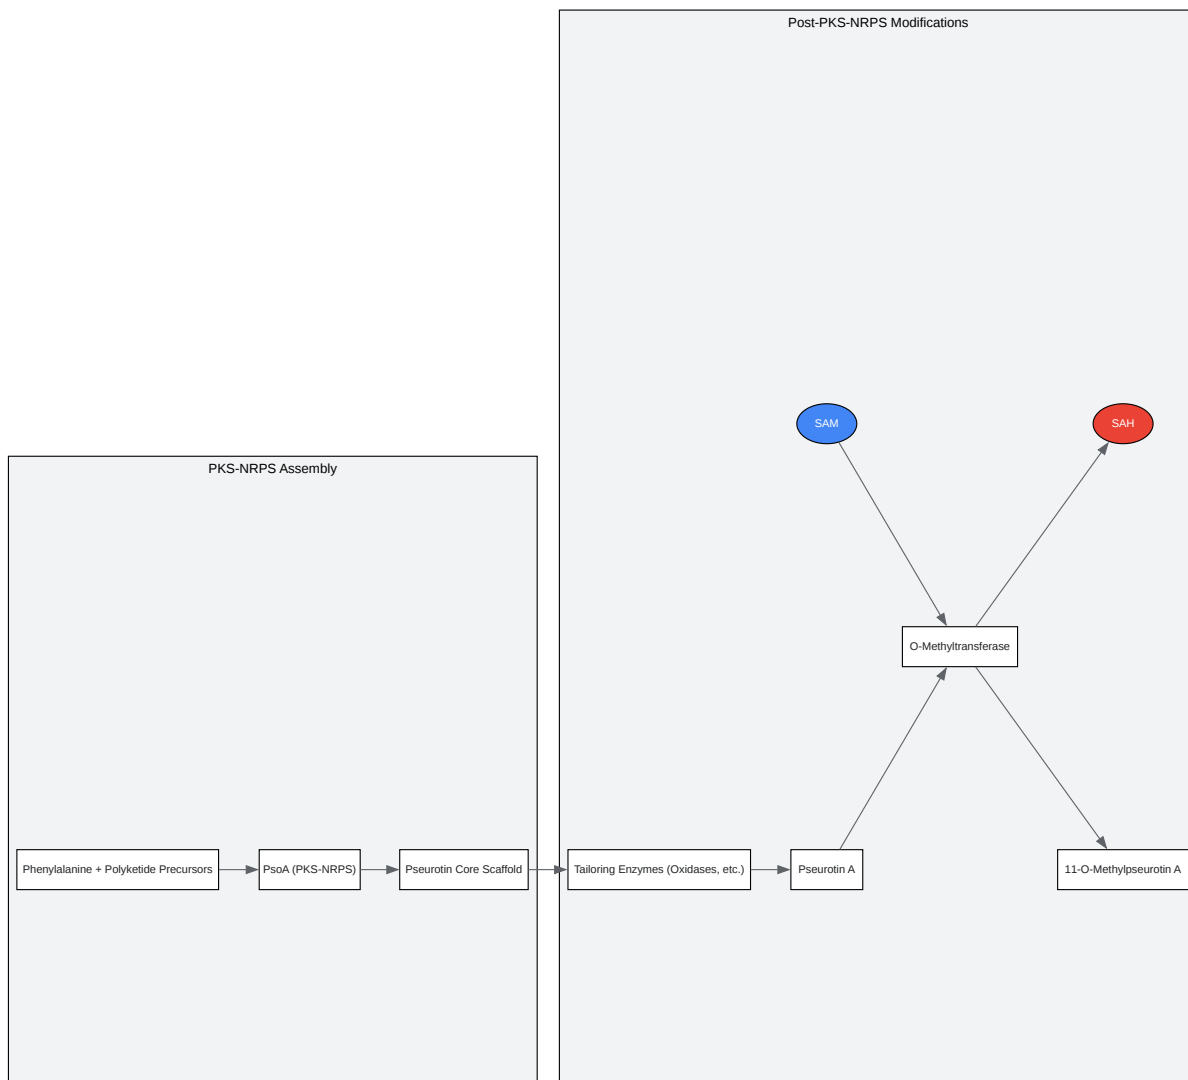 Post-PKS-NRPS Modifications
SAM
SAH
PKS-NRPS Assembly
O-Methyltransferase
Phenylalanine + Polyketide Precursors
PsoA (PKS-NRPS)
Pseurotin Core Scaffold
Tailoring Enzymes (Oxidases, etc.)
Pseurotin A
11-O-Methylpseurotin A